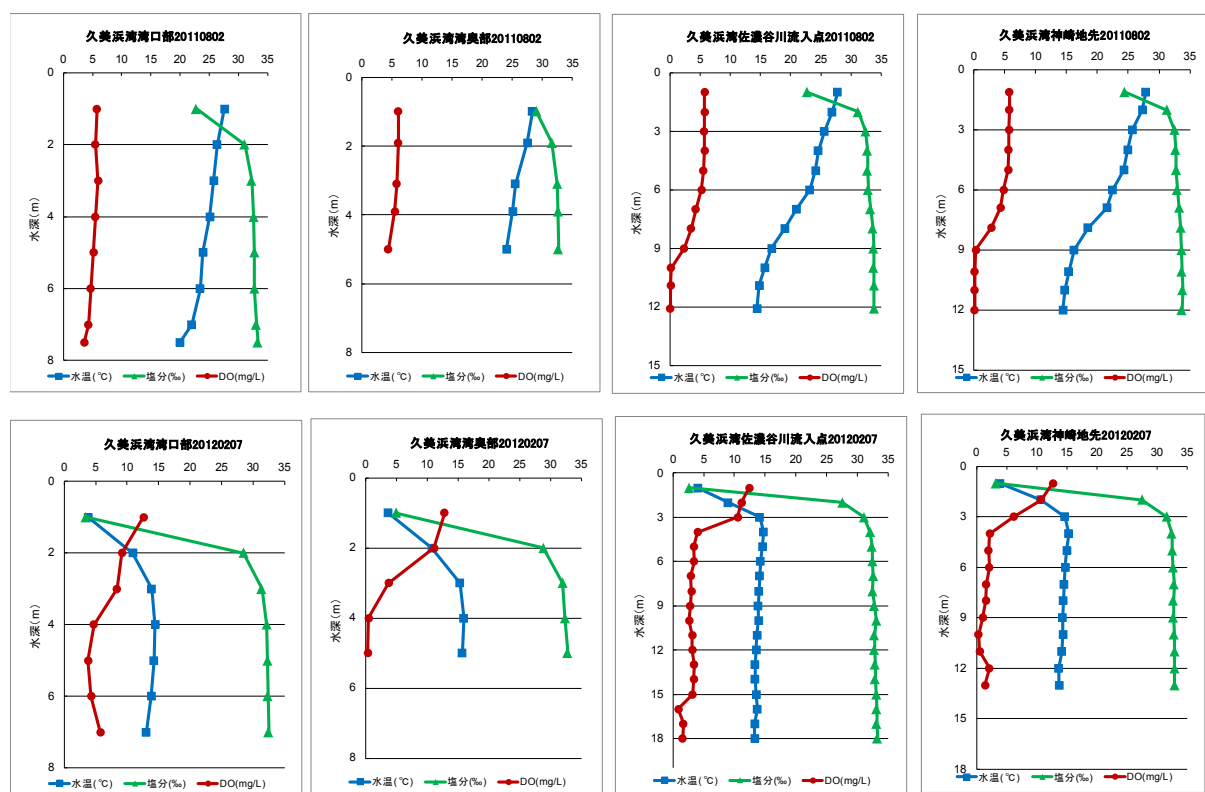 久美浜湾湾口部20110802
0 5 10 15 20 25 30 35
0
2
4
6
8
水深(m)
水温(℃) 塩分(‰) DO(mg/L)
久美浜湾湾奥部20110802
0 5 10 15 20 25 30 35
0
2
4
6
8
水深(m)
水温(℃) 塩分(‰) DO(mg/L)
久美浜湾佐濃谷川流入点20110802
0 5 10 15 20 25 30 35
0
3
6
9
12
15
水深(m)
水温(℃) 塩分(‰) DO(mg/L)
久美浜湾神崎地先20110802
0 5 10 15 20 25 30 35
0
3
6
9
12
15
水深(m)
水温(℃) 塩分(‰) DO(mg/L)
久美浜湾湾口部20120207
0 5 10 15 20 25 30 35
0
2
4
6
8
水深(m)
水温(℃) 塩分(‰) DO(mg/L)
久美浜湾湾奥部20120207
0 5 10 15 20 25 30 35
0
2
4
6
8
水深(m)
水温(℃) 塩分(‰) DO(mg/L)
久美浜湾佐濃谷川流入点20120207
0 5 10 15 20 25 30 35
0
3
6
9
12
15
18
水深(m)
水温(℃) 塩分(‰) DO(mg/L)
久美浜湾神崎地先20120207
0 5 10 15 20 25 30 35
0
3
6
9
12
15
18
水深(m)
水温(℃) 塩分(‰) DO(mg/L)